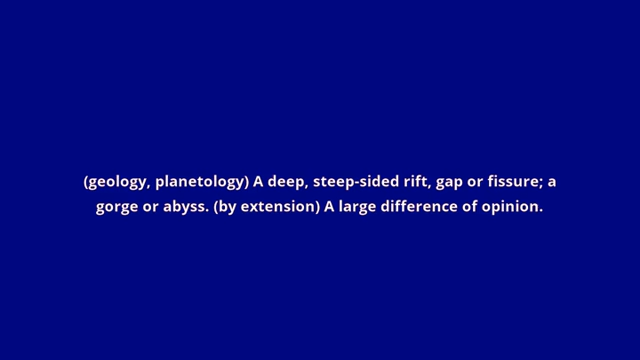 (geology, planetology) A deep, steep-sided rift, gap or fissure; a
gorge or abyss. (by extension) A large difference of opinion.